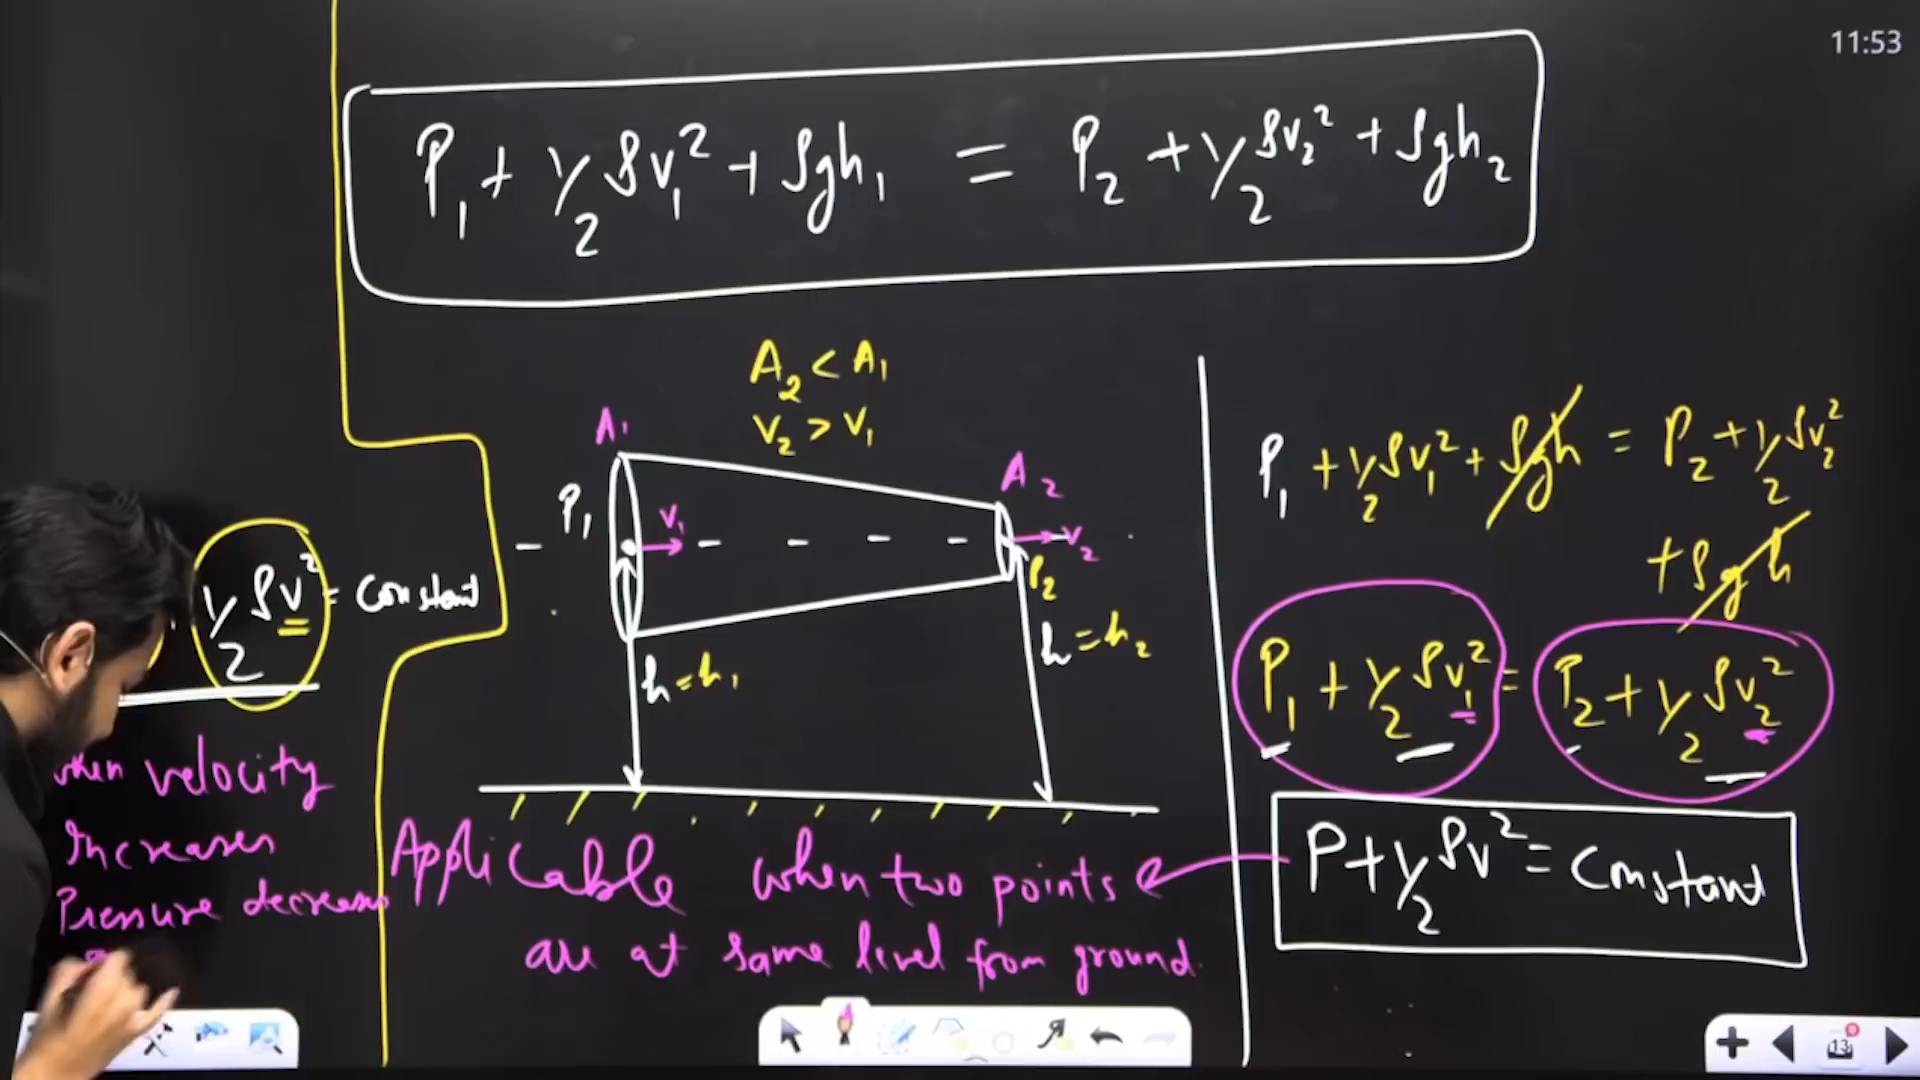 11:53
P₁ + 1/2 ρv₁² + ρgh₁ = P₂ + 1/2 ρv₂² + ρgh₂
A₂ < A₁
v₂ > v₁
A₁
A₂
P₁
v₁
v₂
P₂
h = h₁
h = h₂
P₁ + 1/2 ρv₁² + ρgh = P₂ + 1/2 ρv₂²
+ ρgh
P₁ + 1/2 ρv₁² = P₂ + 1/2 ρv₂²
P + 1/2 ρv² = constant
Applicable when two points
are at same level from ground.
1/2 ρv² = constant
when velocity
Increases
Pressure decreases
13